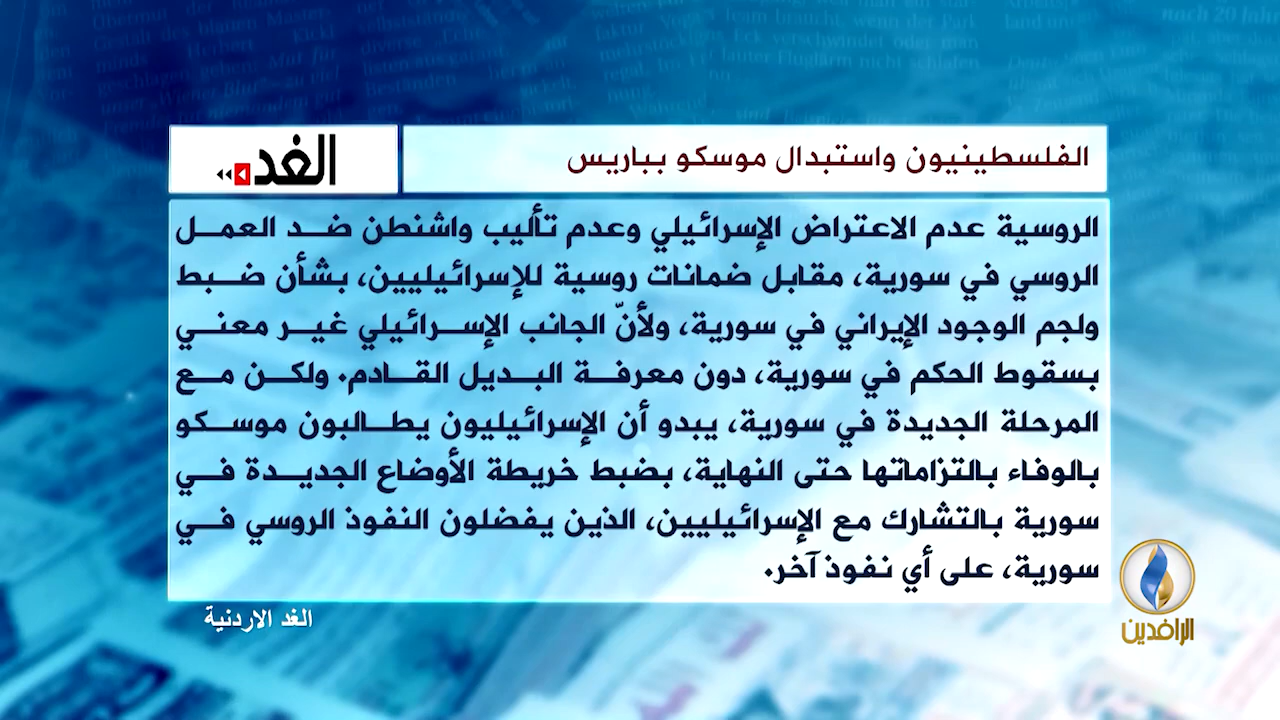 الفلسطينيون واستبدال موسكو بباريس
الغد
الروسية عدم الاعتراض الإسرائيلي وعدم تأليب واشنطن ضد العمل
الروسي في سورية، مقابل ضمانات روسية للإسرائيليين، بشأن ضبط
ولجم الوجود الإيراني في سورية، ولأنّ الجانب الإسرائيلي غير معني
بسقوط الحكم في سورية، دون معرفة البديل القادم. ولكن مع
المرحلة الجديدة في سورية، يبدو أن الإسرائيليون يطالبون موسكو
بالوفاء بالتزاماتها حتى النهاية، بضبط خريطة الأوضاع الجديدة في
سورية بالتشارك مع الإسرائيليين، الذين يفضلون النفوذ الروسي في
سورية، على أي نفوذ آخر.
الغد الاردنية
الرافدين